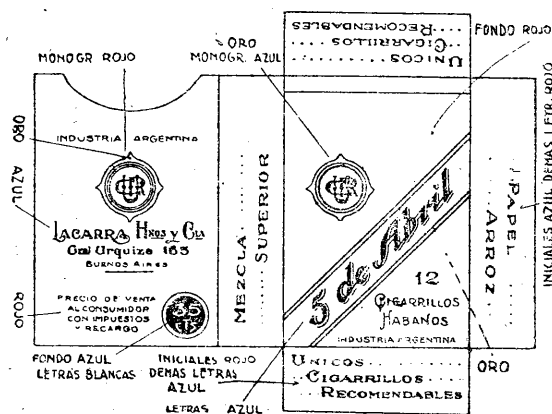 UNICOS
CIGARRILLOS
RECOMENDABLES
ORO
MONOGR. AZUL
FONDO ROJO
MONOGR ROJO
ORO
AZUL
ROJO
INDUSTRIA ARGENTINA
LACARRA HNOS Y CIA
Gral Urquiza 165
BUENOS AIRES
PRECIO DE VENTA
AL CONSUMIDOR
CON IMPUESTOS
Y RECARGO
35
FONDO AZUL
LETRAS BLANCAS
MEZCLA
SUPERIOR
5 de Abril
12
CIGARRILLOS
HABANOS
INDUSTRIA ARGENTINA
PAPEL
ARROZ
INICIALES AZUL DEMAS LETR. ROJO
ORO
INICIALES ROJO
DEMAS LETRAS
AZUL
LETRAS AZUL
UNICOS
CIGARRILLOS
RECOMENDABLES